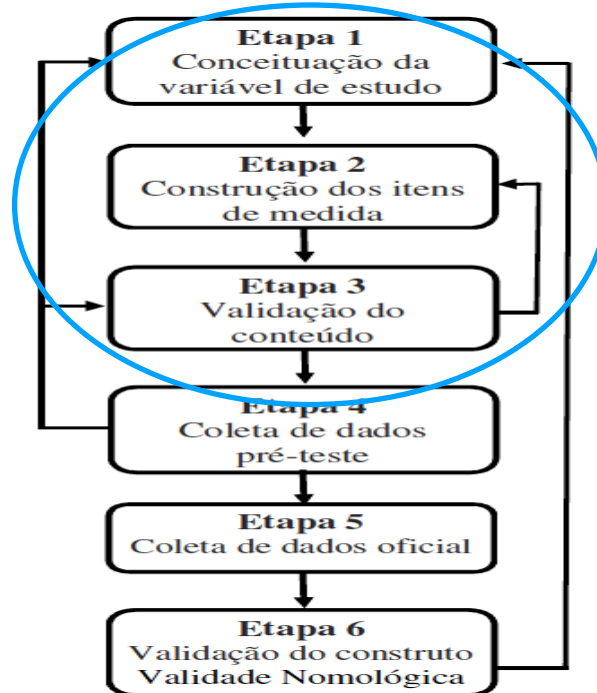 Etapa 1
Conceituação da
variável de estudo
Etapa 2
Construção dos itens
de medida
Etapa 3
Validação do
conteúdo
Etapa 4
Coleta de dados
pré-teste
Etapa 5
Coleta de dados oficial
Etapa 6
Validação do construto
Validade Nomológica